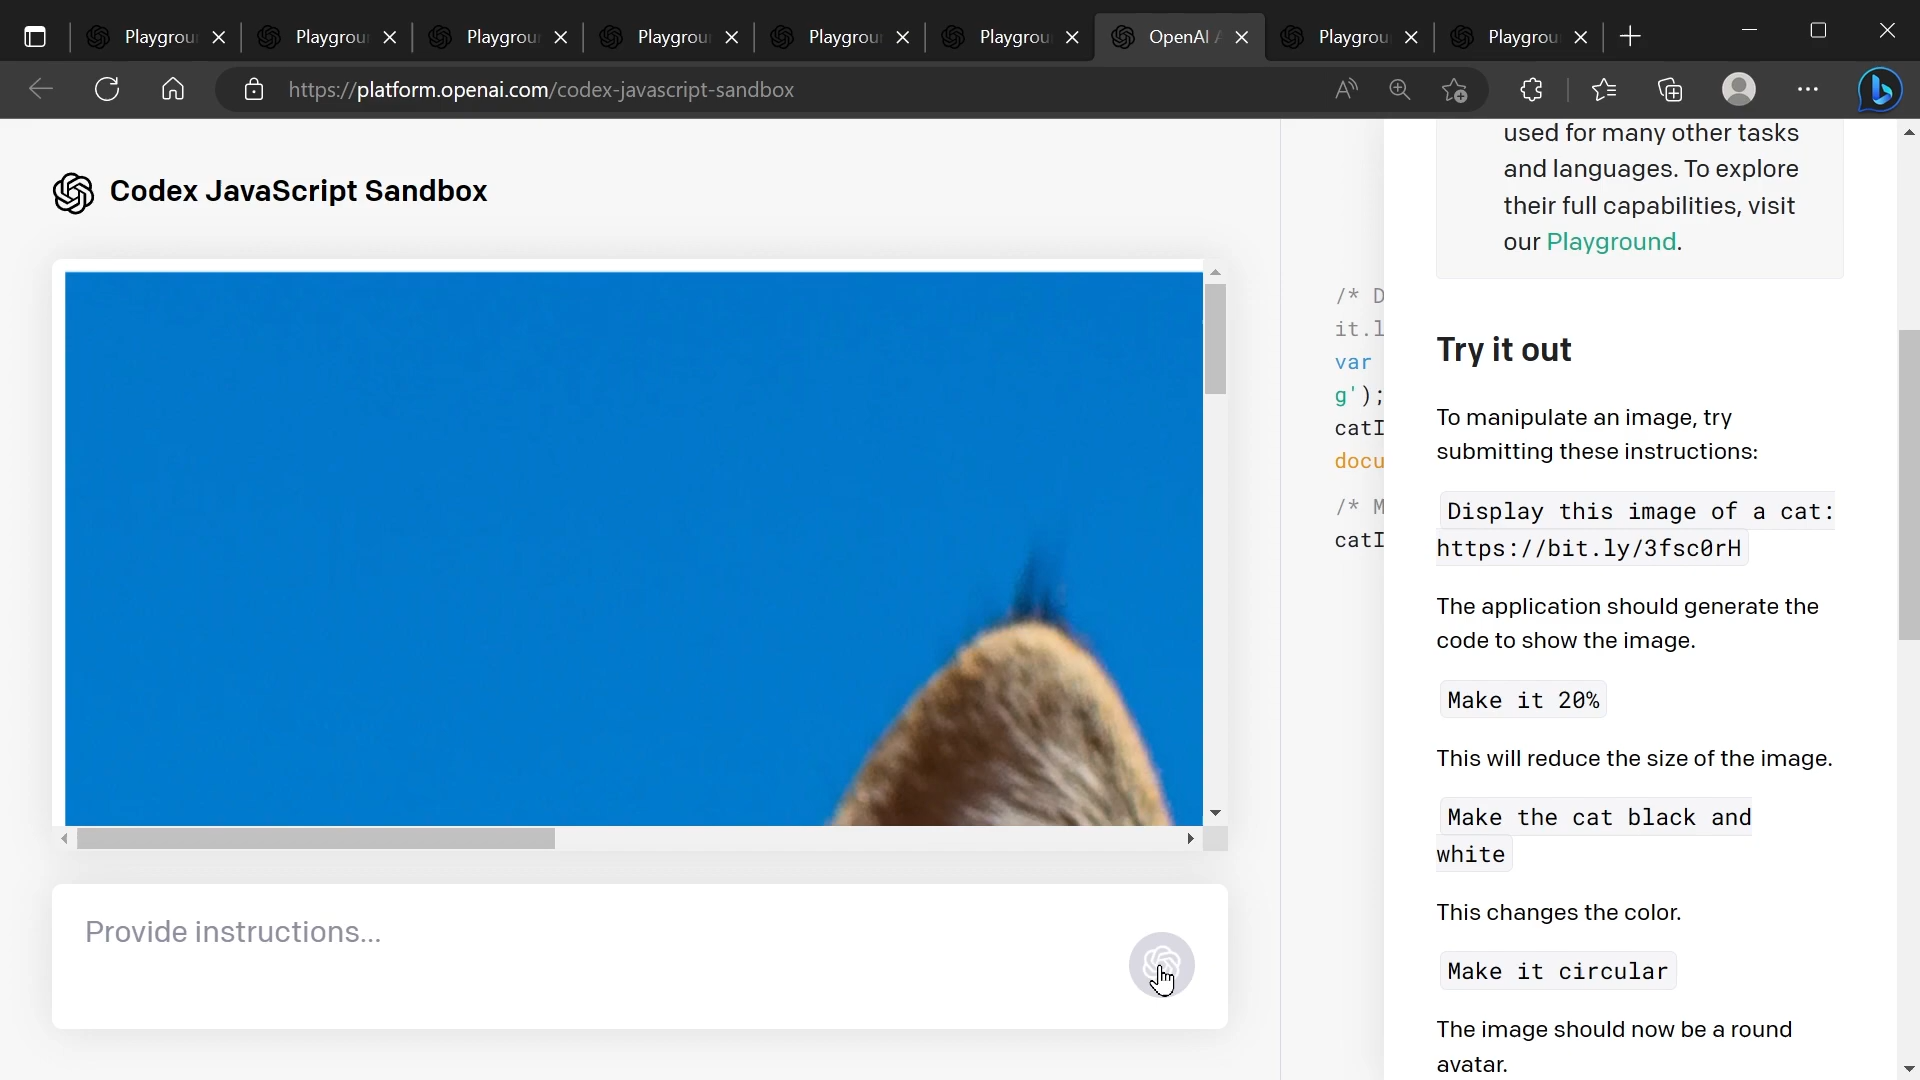 Playgrou Playgrou Playgrou Playgrou Playgrou Playgrou OpenAI Playgrou Playgrou
https://platform.openai.com/codex-javascript-sandbox
Codex JavaScript Sandbox
/* D
it.l
var
g');
catI
docu
/* M
catI
Provide instructions...
used for many other tasks
and languages. To explore
their full capabilities, visit
our Playground.
Try it out
To manipulate an image, try
submitting these instructions:
Display this image of a cat:
https://bit.ly/3fsc0rH
The application should generate the
code to show the image.
Make it 20%
This will reduce the size of the image.
Make the cat black and
white
This changes the color.
Make it circular
The image should now be a round
avatar.